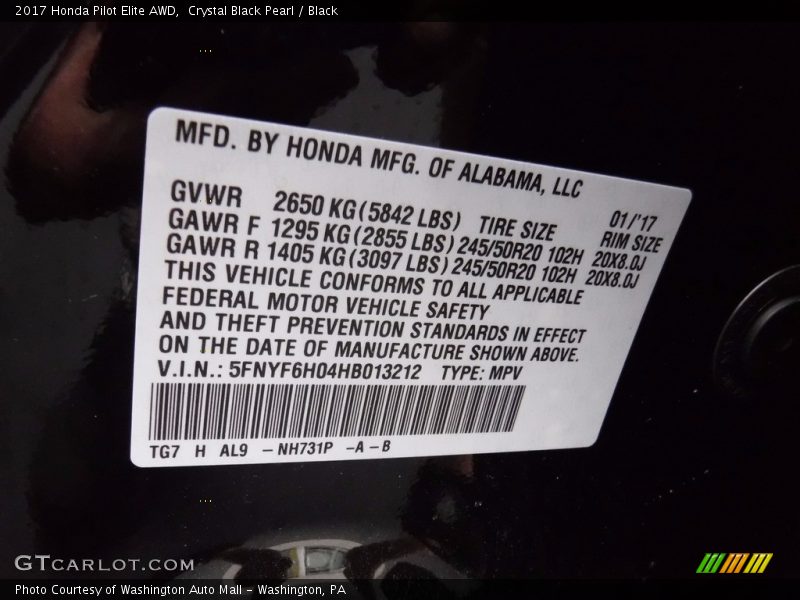 2017 Honda Pilot Elite AWD,  Crystal Black Pearl / Black
MFD. BY HONDA MFG. OF ALABAMA, LLC
01/'17
GVWR 2650 KG (5842 LBS) TIRE SIZE RIM SIZE
GAWR F 1295 KG (2855 LBS) 245/50R20 102H 20X8.0J
GAWR R 1405 KG (3097 LBS) 245/50R20 102H 20X8.0J
THIS VEHICLE CONFORMS TO ALL APPLICABLE
FEDERAL MOTOR VEHICLE SAFETY
AND THEFT PREVENTION STANDARDS IN EFFECT
ON THE DATE OF MANUFACTURE SHOWN ABOVE.
V.I.N.: 5FNYF6H04HB013212 TYPE: MPV
TG7 H AL9 -NH731P -A-B
GTCARLOT.COM
Photo Courtesy of Washington Auto Mall - Washington, PA